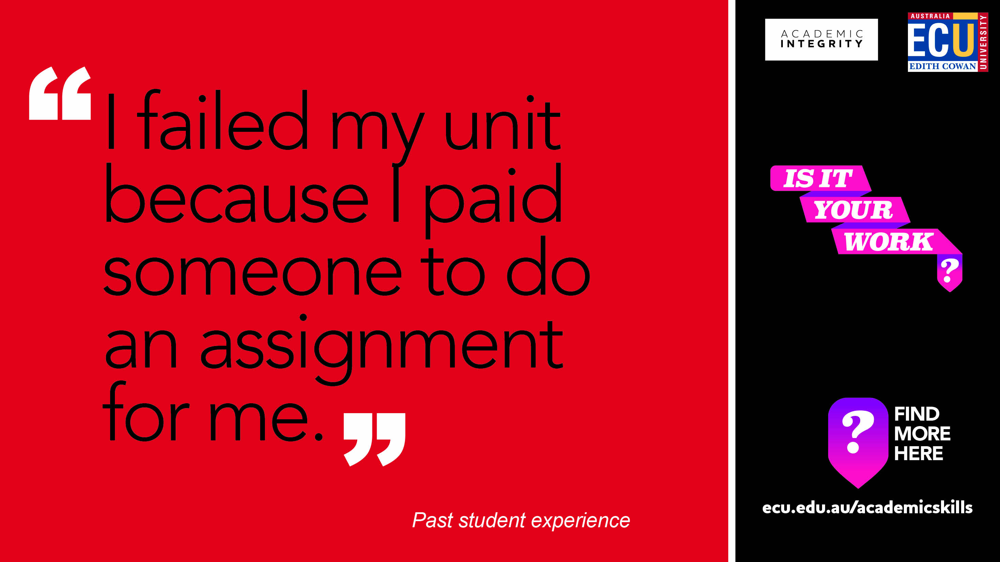 “I failed my unit
because I paid
someone to do
an assignment
for me.”
Past student experience
ACADEMIC
INTEGRITY
AUSTRALIA
ECU
EDITH COWAN
UNIVERSITY
IS IT
YOUR
WORK
?
?
FIND
MORE
HERE
ecu.edu.au/academicskills